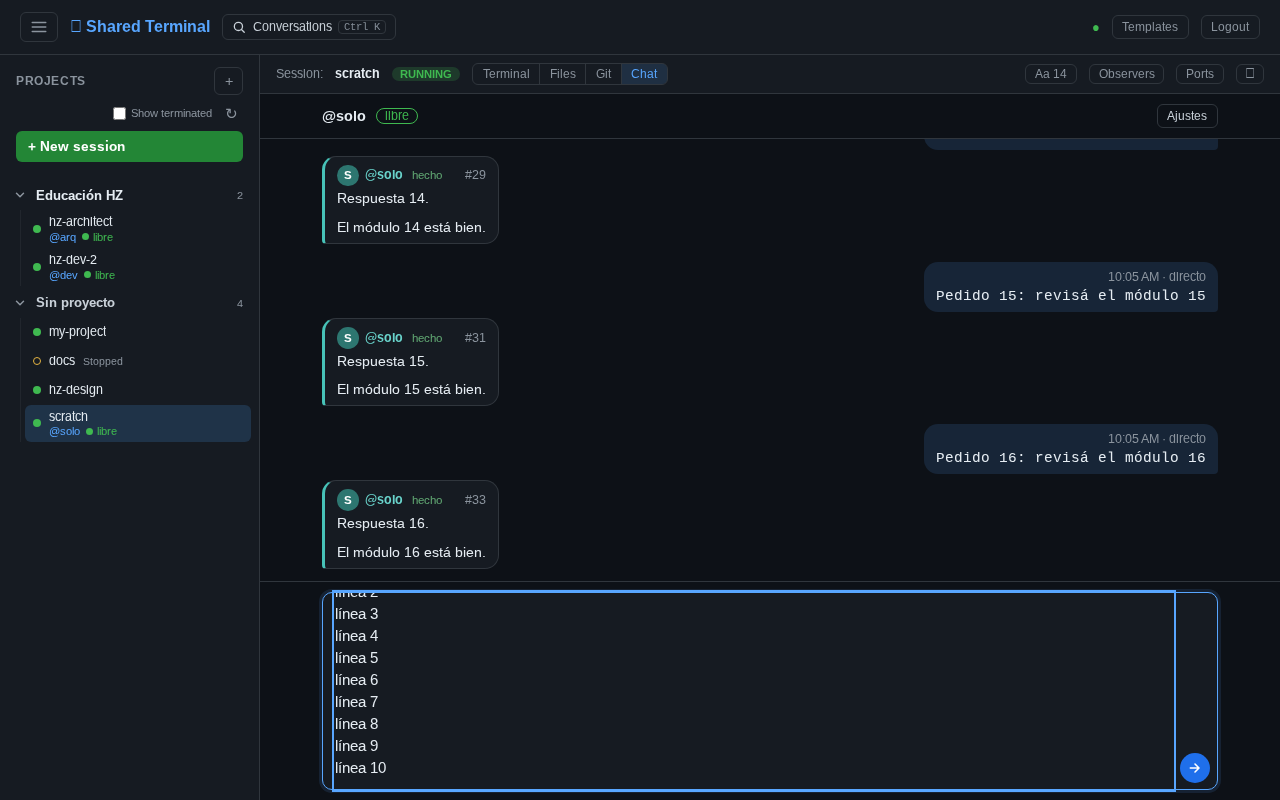 Shared Terminal
Conversations Ctrl K
Templates
Logout
PROJECTS
+
Show terminated
+ New session
Educación HZ 2
hz-architect
@arq libre
hz-dev-2
@dev libre
Sin proyecto 4
my-project
docs Stopped
hz-design
scratch
@solo libre
Session: scratch RUNNING
Terminal Files Git Chat
Aa 14 Observers Ports
@solo libre
Ajustes
S @solo hecho #29
Respuesta 14.
El módulo 14 está bien.
10:05 AM · directo
Pedido 15: revisá el módulo 15
S @solo hecho #31
Respuesta 15.
El módulo 15 está bien.
10:05 AM · directo
Pedido 16: revisá el módulo 16
S @solo hecho #33
Respuesta 16.
El módulo 16 está bien.
línea 2
línea 3
línea 4
línea 5
línea 6
línea 7
línea 8
línea 9
línea 10